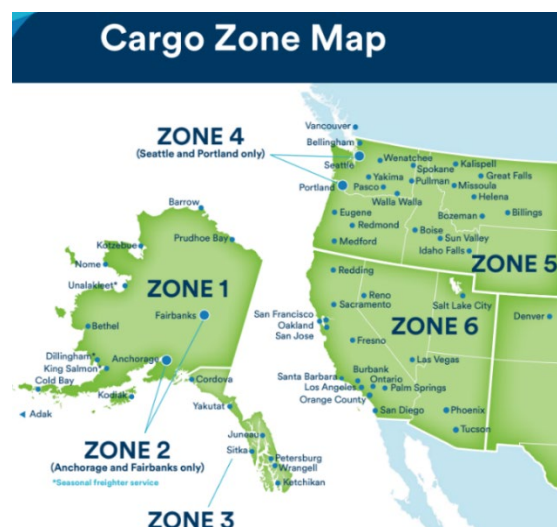 Cargo Zone Map
ZONE 4
(Seattle and Portland only)
Vancouver
Bellingham
Seattle
Wenatchee
Spokane
Kalispell
Great Falls
Yakima
Pullman
Missoula
Portland
Pasco
Helena
Walla Walla
Eugene
Bozeman
Billings
Redmond
Boise
Medford
Sun Valley
Idaho Falls
ZONE 5
Barrow
Prudhoe Bay
Kotzebue
Nome
Unalakleet*
ZONE 1
Fairbanks
Bethel
Dillingham*
Anchorage
King Salmon
Cold Bay
Kodiak
Cordova
Adak
Yakutat
ZONE 2
(Anchorage and Fairbanks only)
*Seasonal freighter service
Juneau
Sitka
Petersburg
Wrangell
Ketchikan
ZONE 3
Redding
Reno
Salt Lake City
Sacramento
San Francisco
Oakland
San Jose
ZONE 6
Denver
Fresno
Las Vegas
Santa Barbara
Burbank
Ontario
Los Angeles
Palm Springs
Orange County
San Diego
Phoenix
Tucson